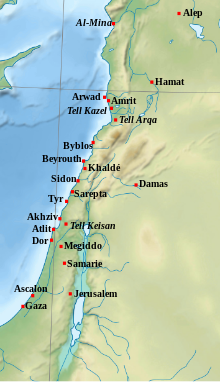 Alep
Al-Mina
Hamat
Arwad
Amrit
Tell Kazel
Tell Arqa
Byblos
Beyrouth
Khaldé
Sidon
Damas
Sarepta
Tyr
Akhziv
Tell Keisan
Atlit
Dor
Megiddo
Samarie
Ascalon
Jerusalem
Gaza